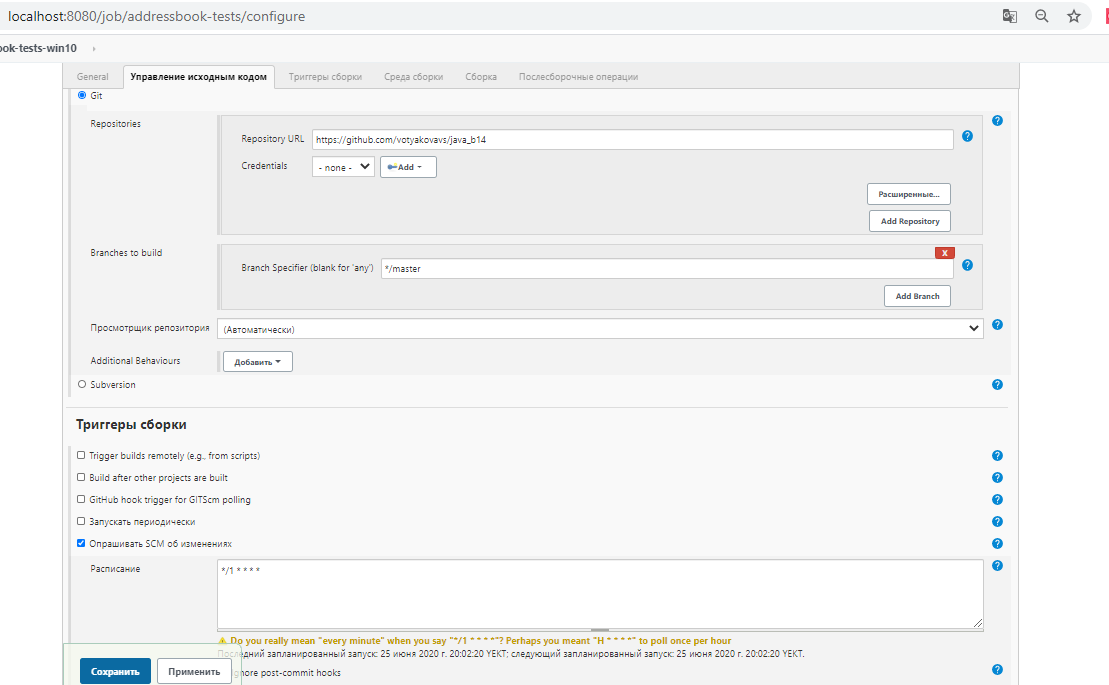 localhost:8080/job/addressbook-tests/configure
ook-tests-win10
General Управление исходным кодом Триггеры сборки Среда сборки Сборка Послесборочные операции
Git
Repositories
Repository URL https://github.com/votyakovavs/java_b14
Credentials - none - Add
Расширенные...
Add Repository
Branches to build
X
Branch Specifier (blank for 'any') */master
Add Branch
Просмотрщик репозитория (Автоматически)
Additional Behaviours Добавить
Subversion
Триггеры сборки
Trigger builds remotely (e.g., from scripts)
Build after other projects are built
GitHub hook trigger for GITScm polling
Запускать периодически
Опрашивать SCM об изменениях
Расписание */1 * * * *
Do you really mean "every minute" when you say "*/1 * * * *"? Perhaps you meant "H * * * *" to poll once per hour
Последний запланированный запуск: 25 июня 2020 г. 20:02:20 YEKT; следующий запланированный запуск: 25 июня 2020 г. 20:02:20 YEKT.
Ignore post-commit hooks
Сохранить Применить